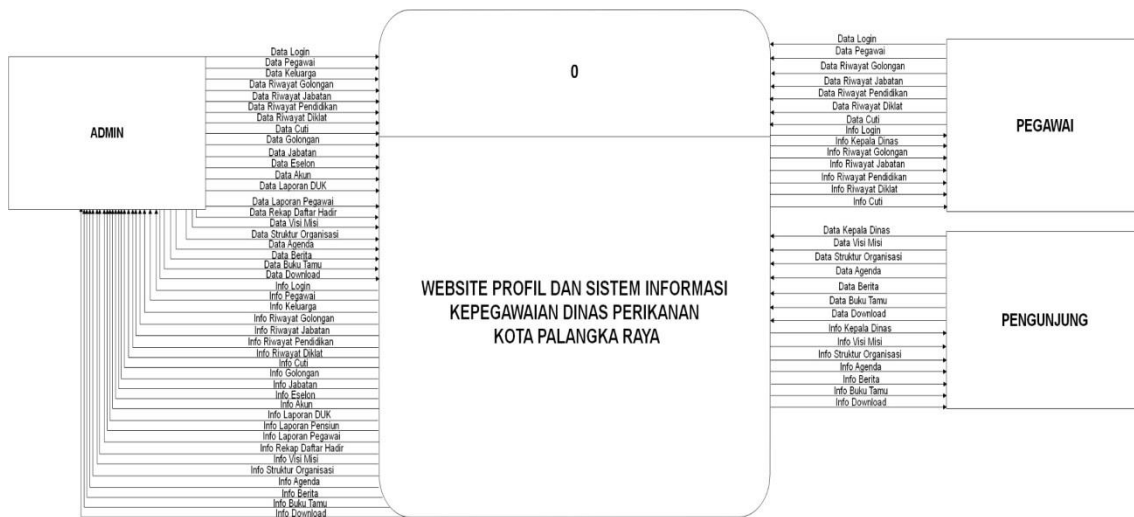 ADMIN
Data Login
Data Pegawai
Data Keluarga
Data Riwayat Golongan
Data Riwayat Jabatan
Data Riwayat Pendidikan
Data Riwayat Diklat
Data Cuti
Data Golongan
Data Jabatan
Data Eselon
Data Akun
Data Laporan DUK
Data Laporan Pegawai
Data Rekap Daftar Hadir
Data Visi Misi
Data Struktur Organisasi
Data Agenda
Data Berita
Data Buku Tamu
Data Download
Info Login
Info Pegawai
Info Keluarga
Info Riwayat Golongan
Info Riwayat Jabatan
Info Riwayat Pendidikan
Info Riwayat Diklat
Info Cuti
Info Golongan
Info Jabatan
Info Eselon
Info Akun
Info Laporan DUK
Info Laporan Pensiun
Info Laporan Pegawai
Info Rekap Daftar Hadir
Info Visi Misi
Info Struktur Organisasi
Info Agenda
Info Berita
Info Buku Tamu
Info Download
0
WEBSITE PROFIL DAN SISTEM INFORMASI
KEPEGAWAIAN DINAS PERIKANAN
KOTA PALANGKA RAYA
Data Login
Data Pegawai
Data Riwayat Golongan
Data Riwayat Jabatan
Data Riwayat Pendidikan
Data Riwayat Diklat
Data Cuti
Info Login
Info Kepala Dinas
Info Riwayat Golongan
Info Riwayat Jabatan
Info Riwayat Pendidikan
Info Riwayat Diklat
Info Cuti
PEGAWAI
Data Kepala Dinas
Data Visi Misi
Data Struktur Organisasi
Data Agenda
Data Berita
Data Buku Tamu
Data Download
Info Kepala Dinas
Info Visi Misi
Info Struktur Organisasi
Info Agenda
Info Berita
Info Buku Tamu
Info Download
PENGUNJUNG